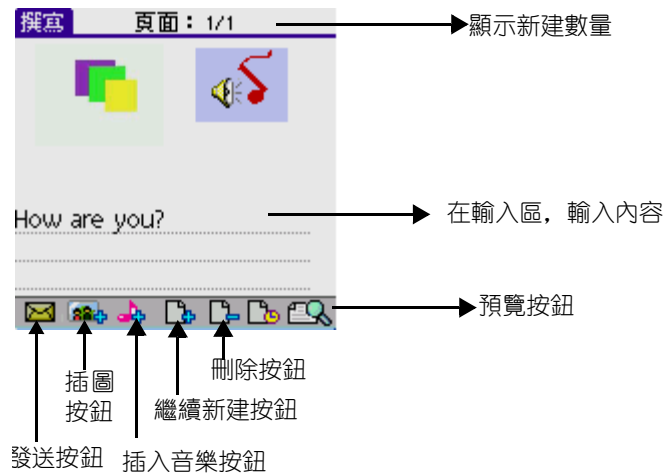 撰寫 頁面：1/1
顯示新建數量
How are you?
在輸入區，輸入內容
預覽按鈕
刪除按鈕
插圖
按鈕
繼續新建按鈕
發送按鈕
插入音樂按鈕